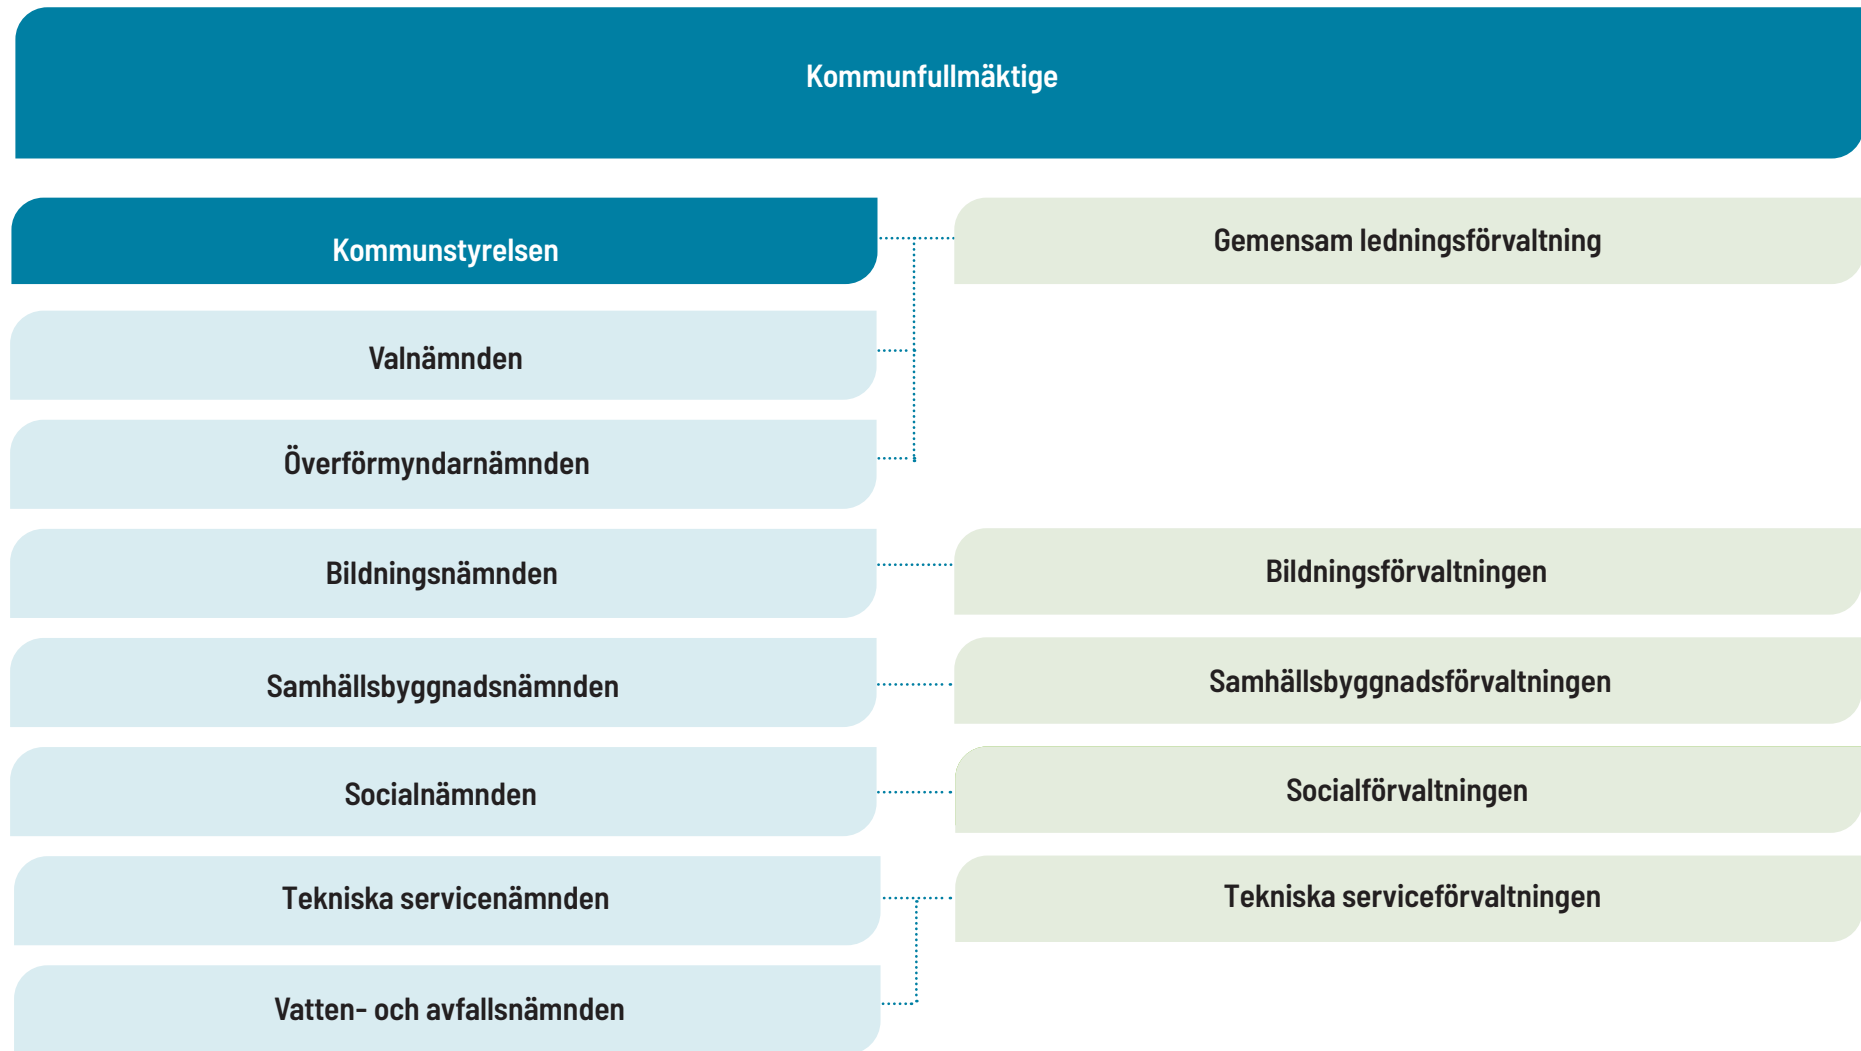 Kommunfullmäktige
Kommunstyrelsen
Gemensam ledningsförvaltning
Valnämnden
Överförmyndarnämnden
Bildningsnämnden
Bildningsförvaltningen
Samhällsbyggnadsnämnden
Samhällsbyggnadsförvaltningen
Socialnämnden
Socialförvaltningen
Tekniska servicenämnden
Tekniska serviceförvaltningen
Vatten- och avfallsnämnden